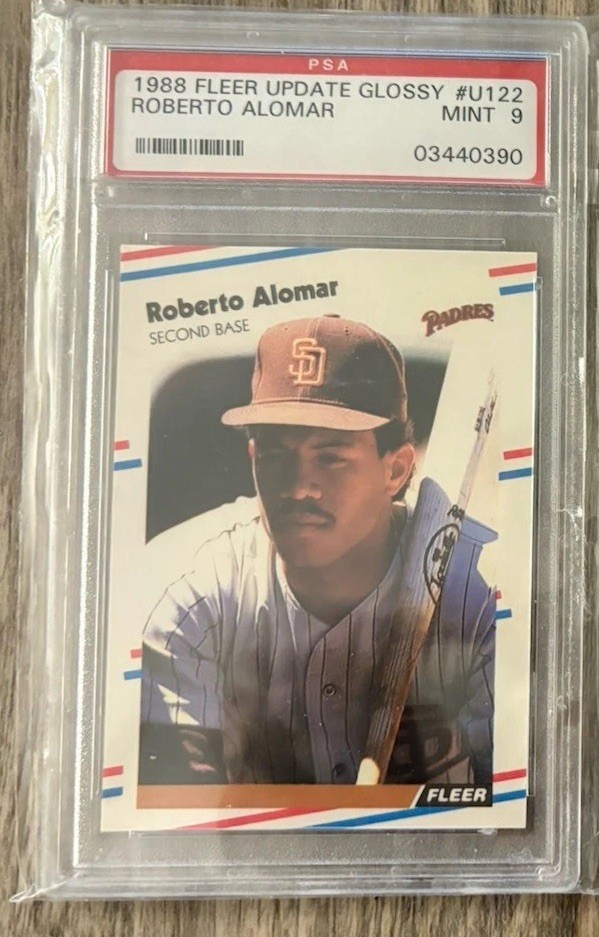 PSA
1988 FLEER UPDATE GLOSSY #U122
ROBERTO ALOMAR MINT 9
03440390
Roberto Alomar
SECOND BASE
PADRES
SD
FLEER